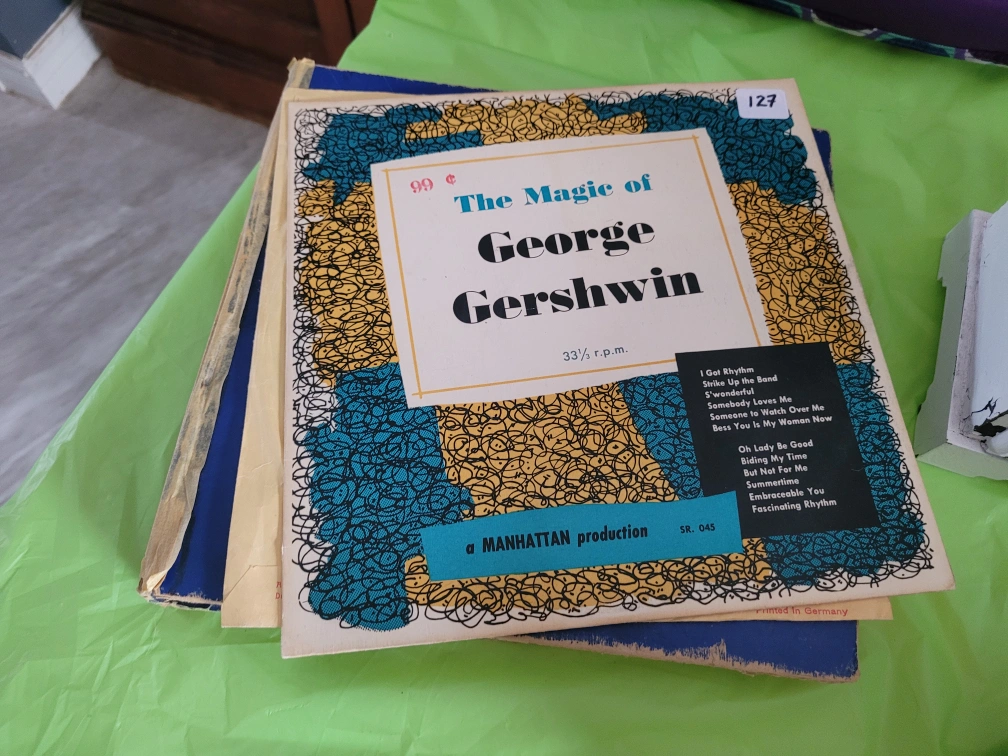 127
99 ¢
The Magic of
George
Gershwin
33⅓ r.p.m.
I Got Rhythm
Strike Up the Band
S'wonderful
Somebody Loves Me
Someone to Watch Over Me
Bess You Is My Woman Now
Oh Lady Be Good
Biding My Time
But Not For Me
Summertime
Embraceable You
Fascinating Rhythm
a MANHATTAN production SR. 045
Printed in Germany